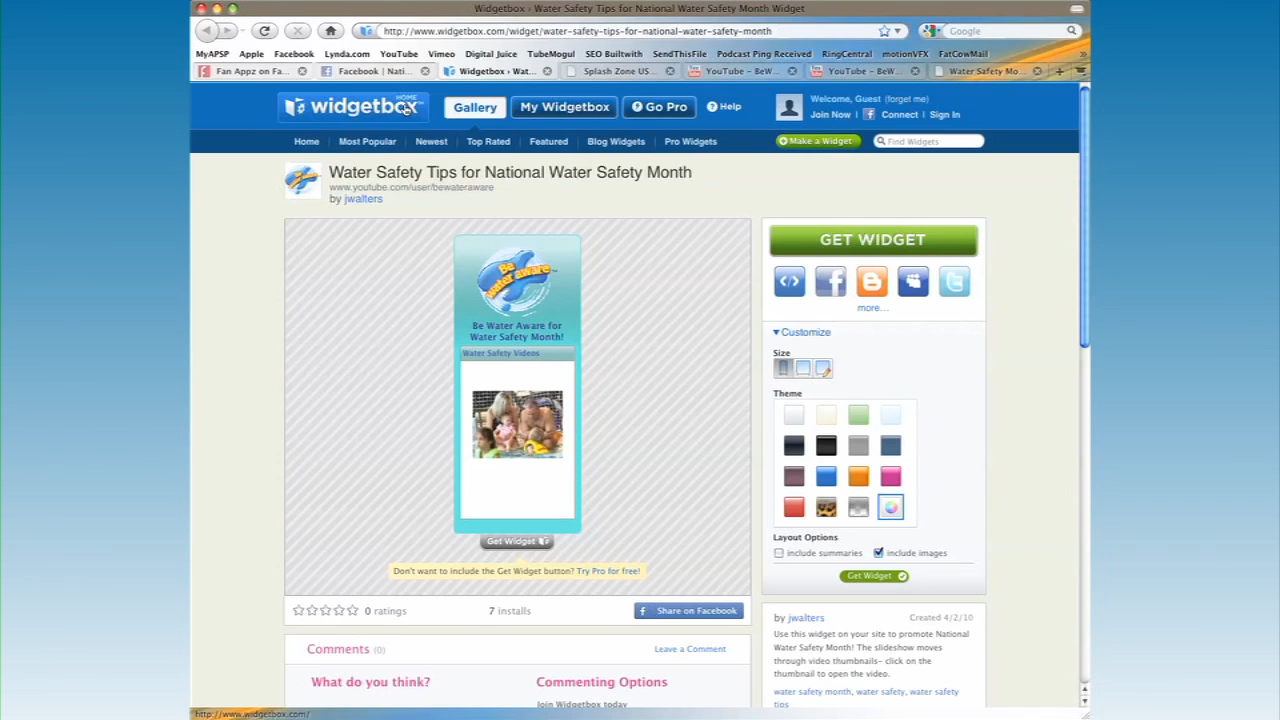 Widgetbox › Water Safety Tips for National Water Safety Month Widget
http://www.widgetbox.com/widget/water-safety-tips-for-national-water-safety-month
Google
MyAPSP Apple Facebook Lynda.com YouTube Vimeo Digital Juice TubeMogul SEO Builtwith SendThisFile Podcast Ping Received RingCentral motionVFX FatCowMail
Fan Appz on Fa... Facebook | Nati... Widgetbox › Wat... Splash Zone US... YouTube – BeW... YouTube – BeW... Water Safety Mo...
widgetbox HOME Gallery My Widgetbox Go Pro Help
Welcome, Guest (forget me)
Join Now | Connect | Sign In
Home Most Popular Newest Top Rated Featured Blog Widgets Pro Widgets Make a Widget Find Widgets
Water Safety Tips for National Water Safety Month
www.youtube.com/user/bewateraware
by jwalters
Be water aware
Be Water Aware for
Water Safety Month!
Water Safety Videos
Get Widget
Don't want to include the Get Widget button? Try Pro for free!
0 ratings 7 installs Share on Facebook
Comments (0) Leave a Comment
What do you think? Commenting Options
Join Widgetbox today
GET WIDGET
more...
Customize
Size
Theme
Layout Options
include summaries include images
Get Widget
by jwalters Created 4/2/10
Use this widget on your site to promote National
Water Safety Month! The slideshow moves
through video thumbnails- click on the
thumbnail to open the video.
water safety month, water safety, water safety
tips
http://www.widgetbox.com/